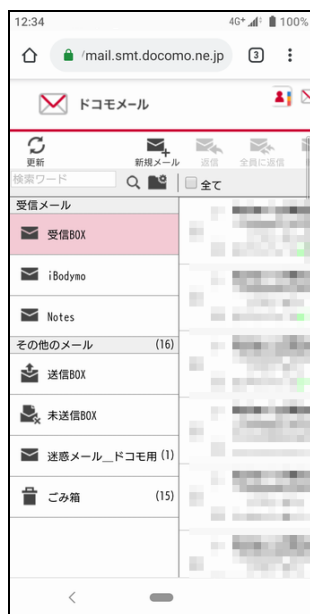 12:34 4G+ 100%
mail.smt.docomo.ne.jp 3
ドコモメール
更新 新規メール 返信 全員に返信
検索ワード 全て
受信メール
受信BOX
iBodymo
Notes
その他のメール (16)
送信BOX
未送信BOX
迷惑メール__ドコモ用 (1)
ごみ箱 (15)